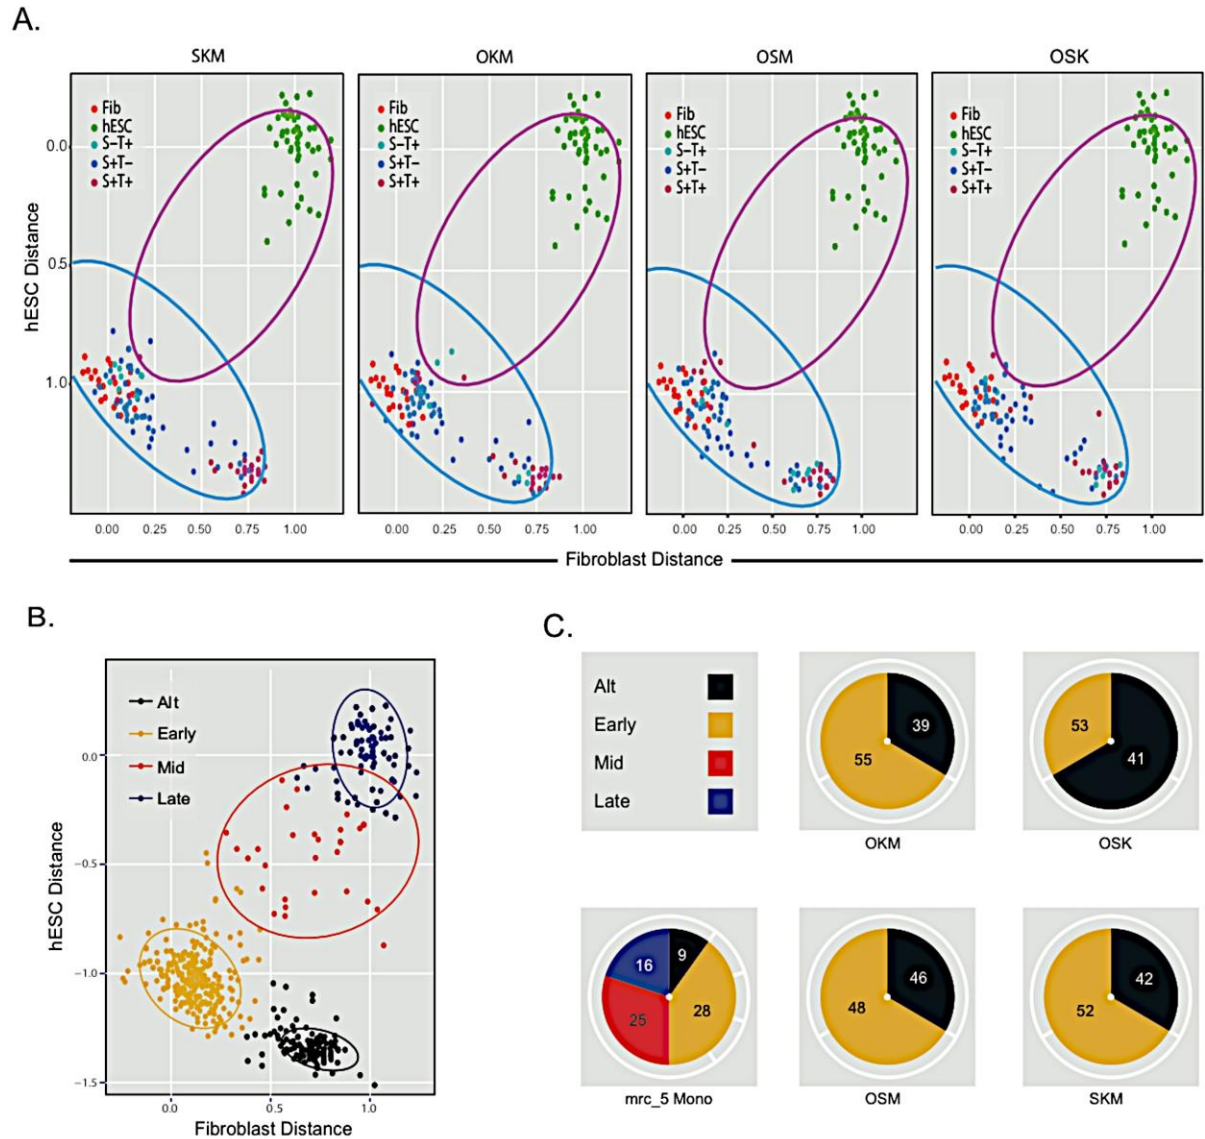 A.
SKM
OKM
OSM
OSK
Fib
hESC
S−T+
S+T−
S+T+
Fib
hESC
S−T+
S+T−
S+T+
Fib
hESC
S−T+
S+T−
S+T+
Fib
hESC
S−T+
S+T−
S+T+
hESC Distance
0.0
0.5
1.0
0.00 0.25 0.50 0.75 1.00
0.00 0.25 0.50 0.75 1.00
0.00 0.25 0.50 0.75 1.00
0.00 0.25 0.50 0.75 1.00
Fibroblast Distance
B.
Alt
Early
Mid
Late
hESC Distance
0.0
−0.5
−1.0
−1.5
0.0 0.5 1.0
Fibroblast Distance
C.
Alt
Early
Mid
Late
39
55
OKM
53
41
OSK
16
9
25
28
mrc_5 Mono
46
48
OSM
42
52
SKM